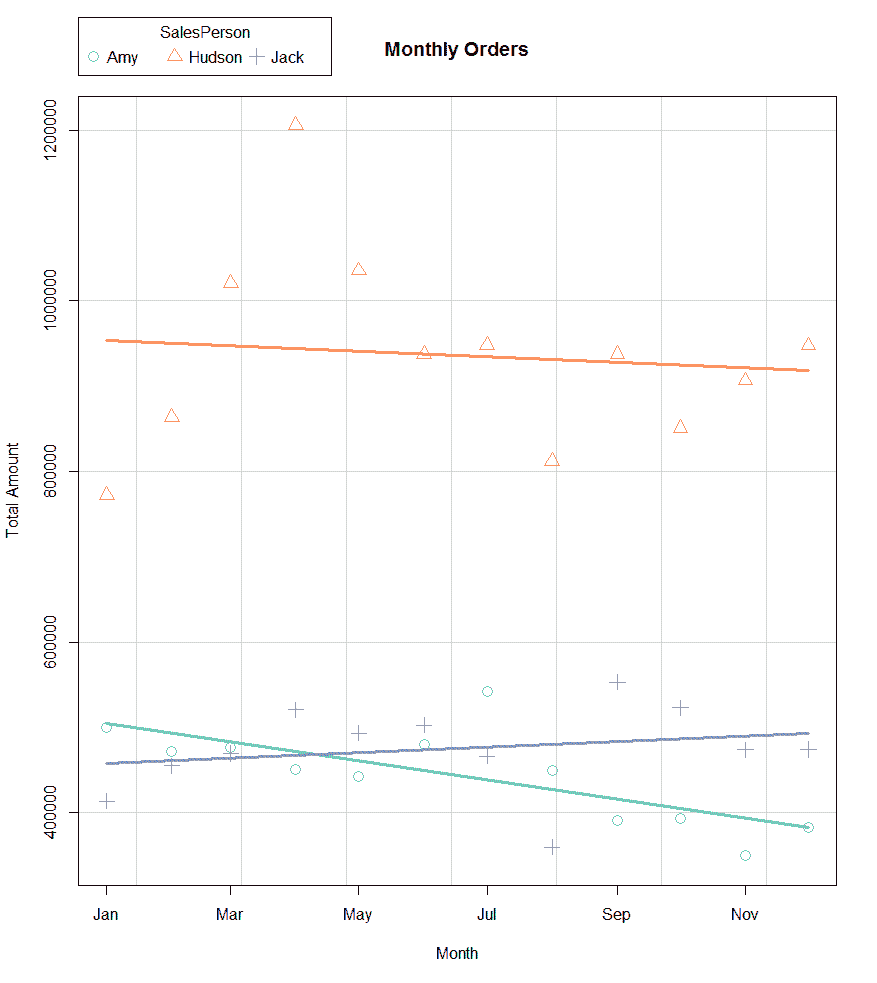 SalesPerson
Amy Hudson Jack
Monthly Orders
1200000
1000000
800000
600000
400000
Total Amount
Jan Mar May Jul Sep Nov
Month